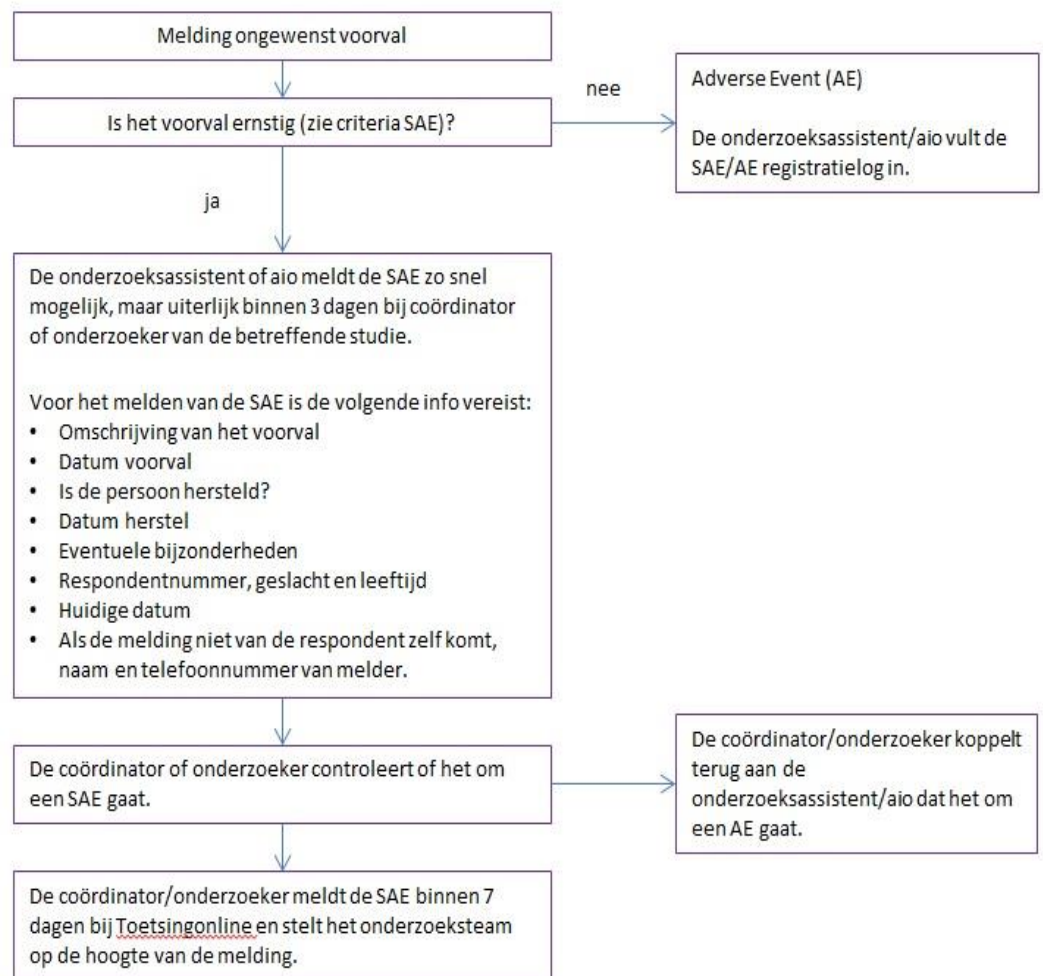 Melding ongewenst voorval
nee
Adverse Event (AE)
De onderzoeksassistent/aio vult de
SAE/AE registratielog in.
Is het voorval ernstig (zie criteria SAE)?
ja
De onderzoeksassistent of aio meldt de SAE zo snel
mogelijk, maar uiterlijk binnen 3 dagen bij coördinator
of onderzoeker van de betreffende studie.
Voor het melden van de SAE is de volgende info vereist:
• Omschrijving van het voorval
• Datum voorval
• Is de persoon hersteld?
• Datum herstel
• Eventuele bijzonderheden
• Respondentnummer, geslacht en leeftijd
• Huidige datum
• Als de melding niet van de respondent zelf komt,
naam en telefoonnummer van melder.
De coördinator of onderzoeker controleert of het om
een SAE gaat.
De coördinator/onderzoeker koppelt
terug aan de
onderzoeksassistent/aio dat het om
een AE gaat.
De coördinator/onderzoeker meldt de SAE binnen 7
dagen bij Toetsingonline en stelt het onderzoeksteam
op de hoogte van de melding.